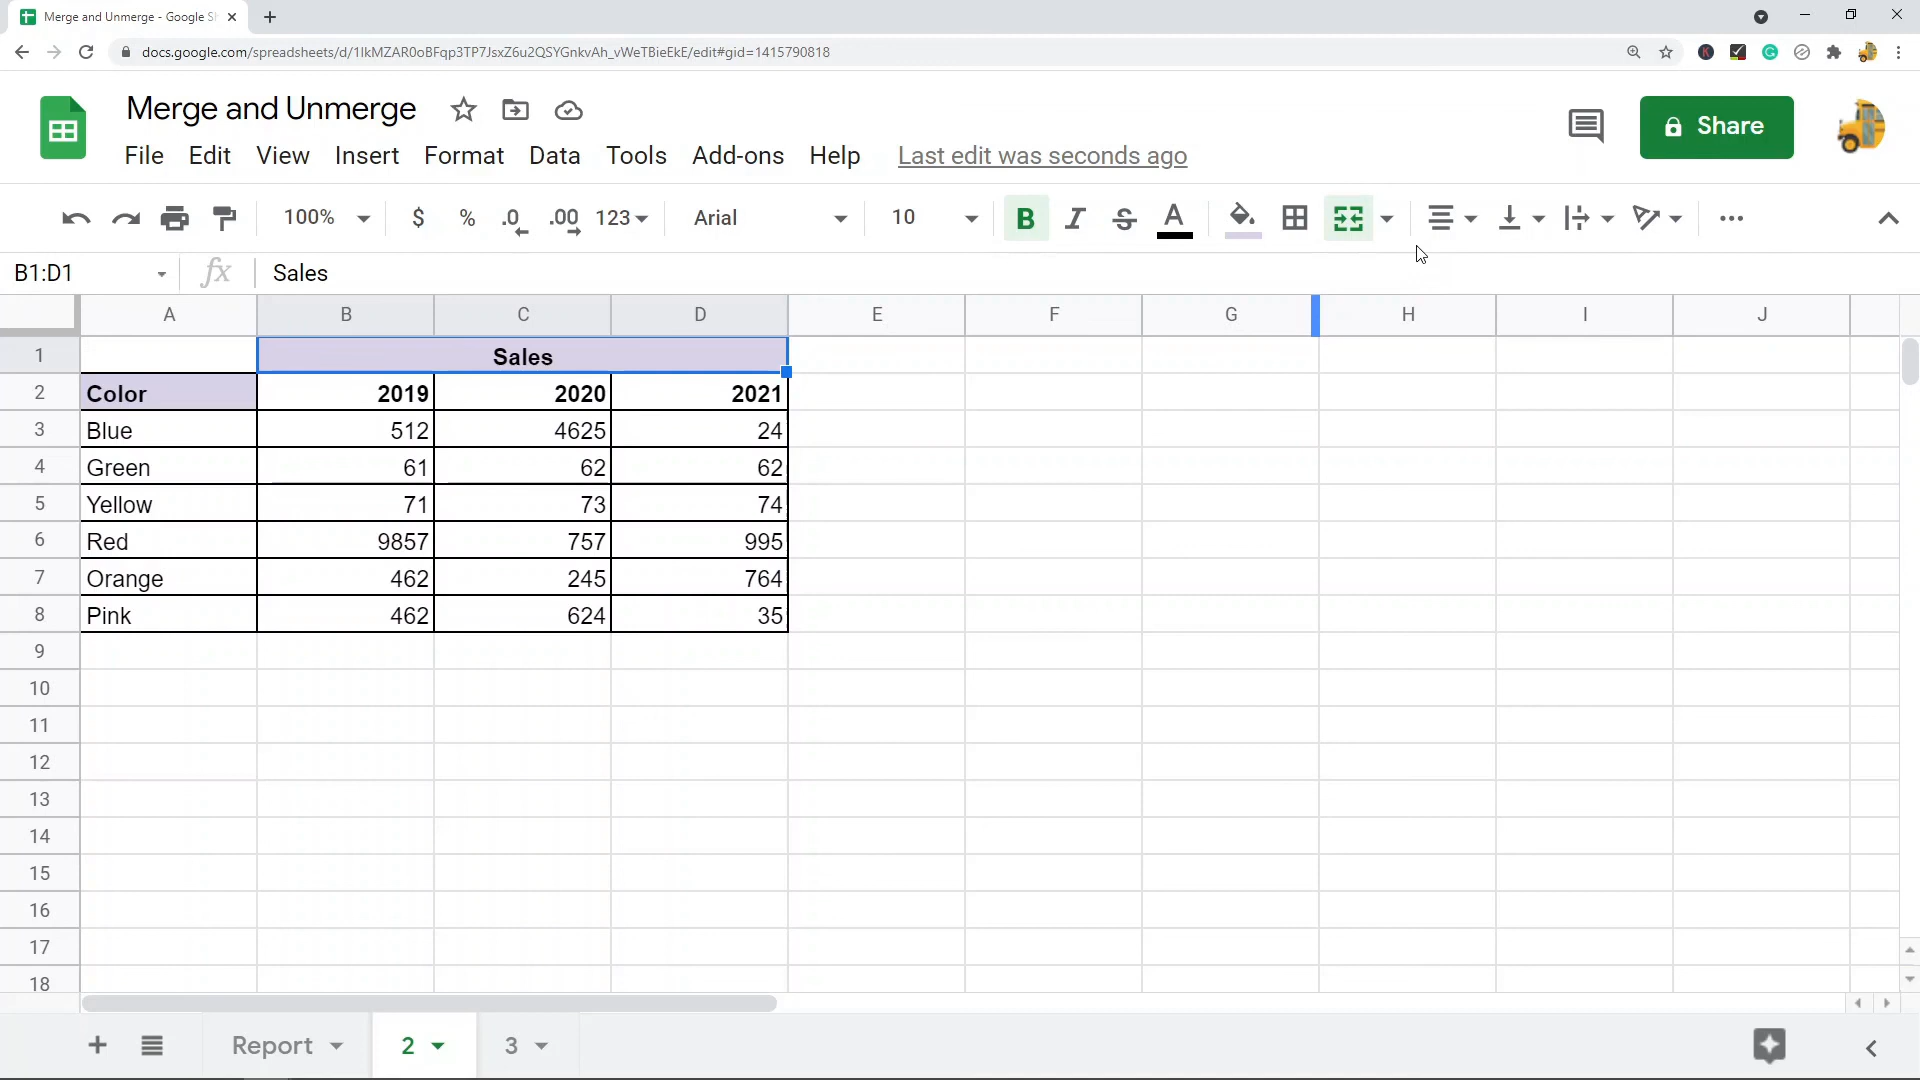 Merge and Unmerge - Google Sh
docs.google.com/spreadsheets/d/1IkMZAR0oBFqp3TP7JsxZ6u2QSYGnkvAh_vWeTBieEkE/edit#gid=1415790818
Merge and Unmerge
Share
File Edit View Insert Format Data Tools Add-ons Help Last edit was seconds ago
100% $ % .0 .00 123 Arial 10 B I S A
B1:D1 fx Sales
A B C D E F G H I J
1 Sales
2 Color 2019 2020 2021
3 Blue 512 4625 24
4 Green 61 62 62
5 Yellow 71 73 74
6 Red 9857 757 995
7 Orange 462 245 764
8 Pink 462 624 35
9
10
11
12
13
14
15
16
17
18
Report 2 3